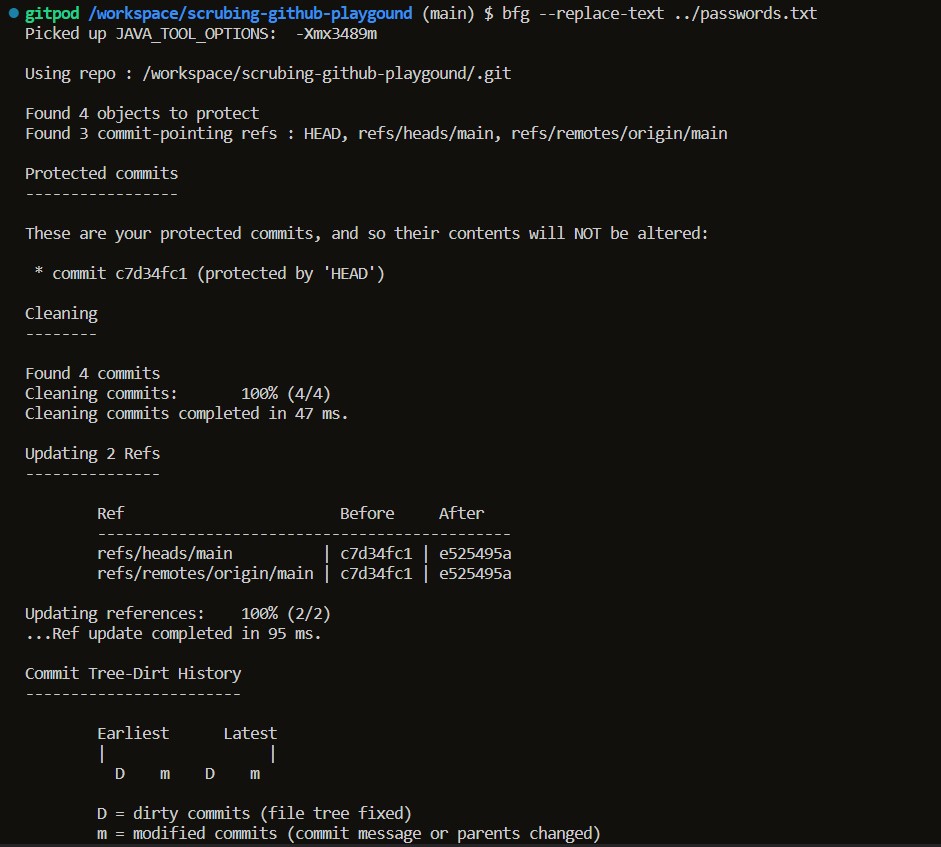 gitpod /workspace/scrubing-github-playgound (main) $ bfg --replace-text ../passwords.txt
Picked up JAVA_TOOL_OPTIONS:  -Xmx3489m
Using repo : /workspace/scrubing-github-playgound/.git
Found 4 objects to protect
Found 3 commit-pointing refs : HEAD, refs/heads/main, refs/remotes/origin/main
Protected commits
-----------------
These are your protected commits, and so their contents will NOT be altered:
 * commit c7d34fc1 (protected by 'HEAD')
Cleaning
--------
Found 4 commits
Cleaning commits:       100% (4/4)
Cleaning commits completed in 47 ms.
Updating 2 Refs
---------------
        Ref                        Before     After
        ----------------------------------------------
        refs/heads/main          | c7d34fc1 | e525495a
        refs/remotes/origin/main | c7d34fc1 | e525495a
Updating references:    100% (2/2)
...Ref update completed in 95 ms.
Commit Tree-Dirt History
------------------------
        Earliest      Latest
        |                  |
          D    m    D    m
        D = dirty commits (file tree fixed)
        m = modified commits (commit message or parents changed)